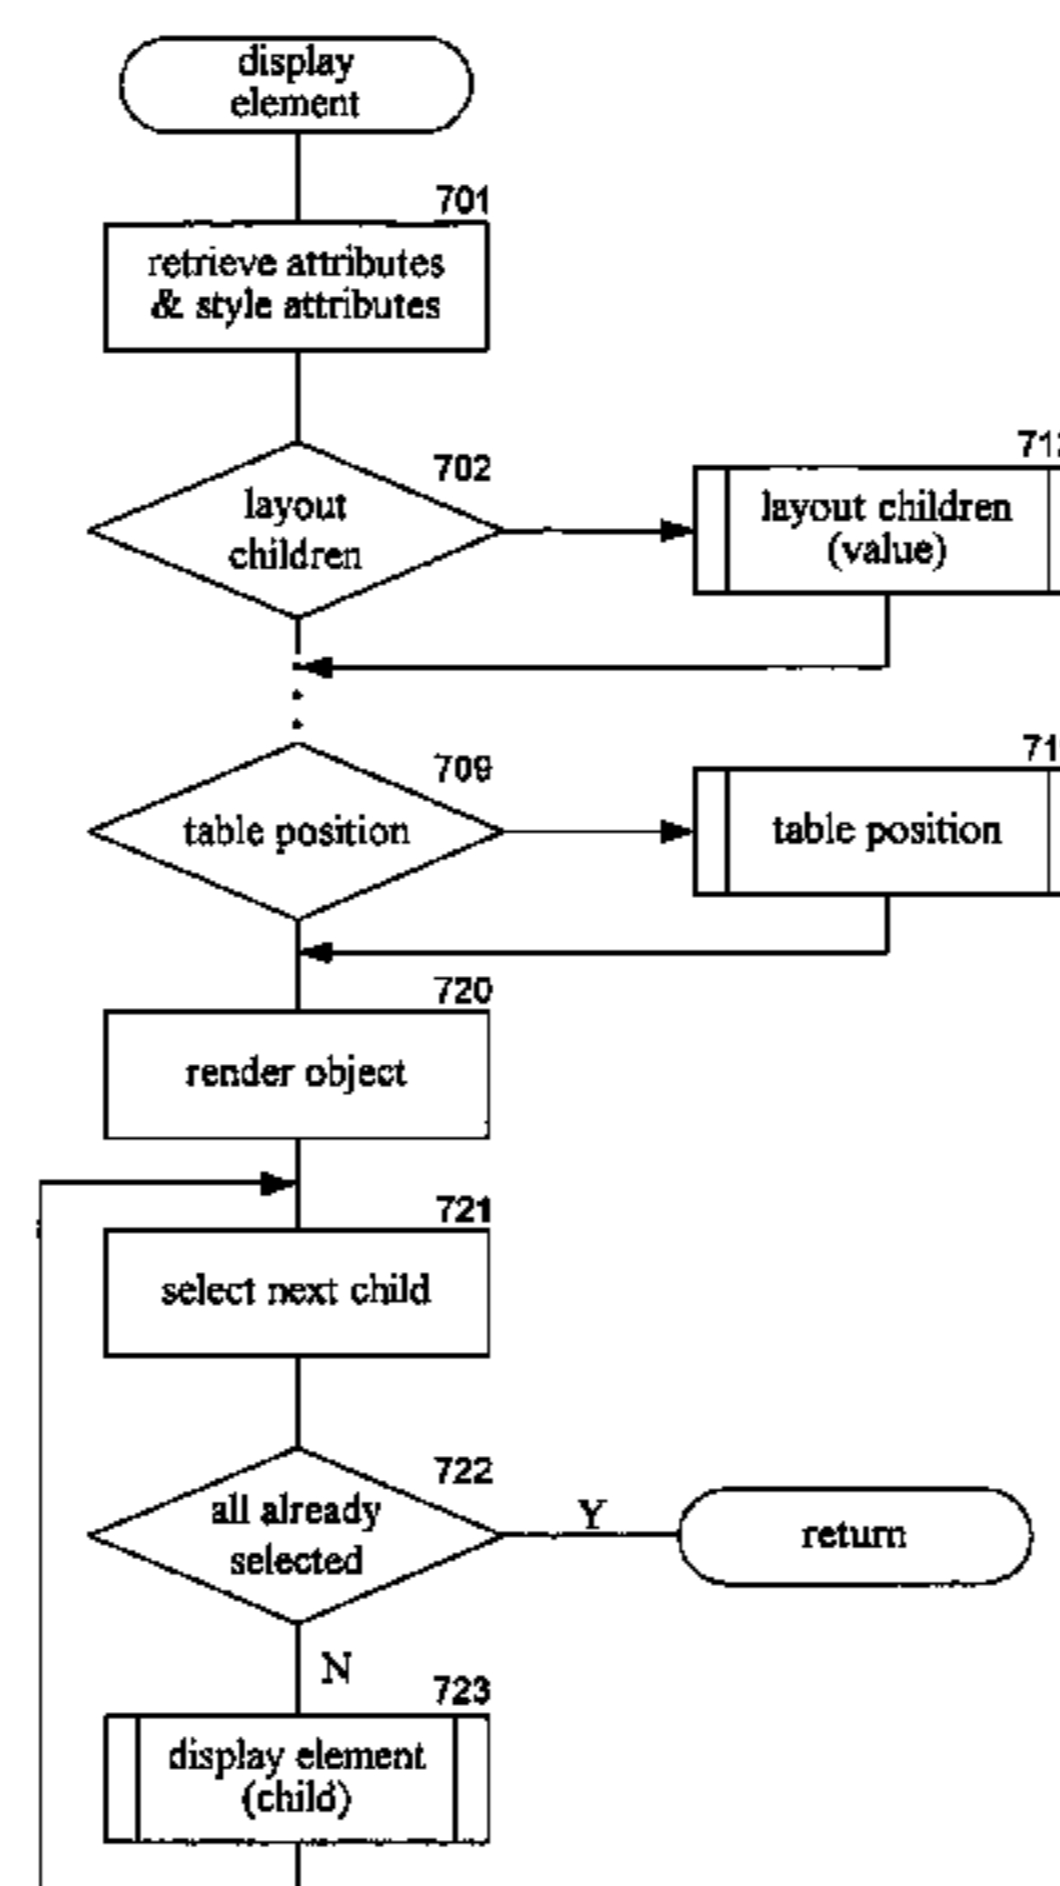 display
element
701
retrieve attributes
& style attributes
702
layout
children
layout children
(value)
709
table position
table position
720
render object
721
select next child
722
all already
selected
Y
return
N
723
display element
(child)